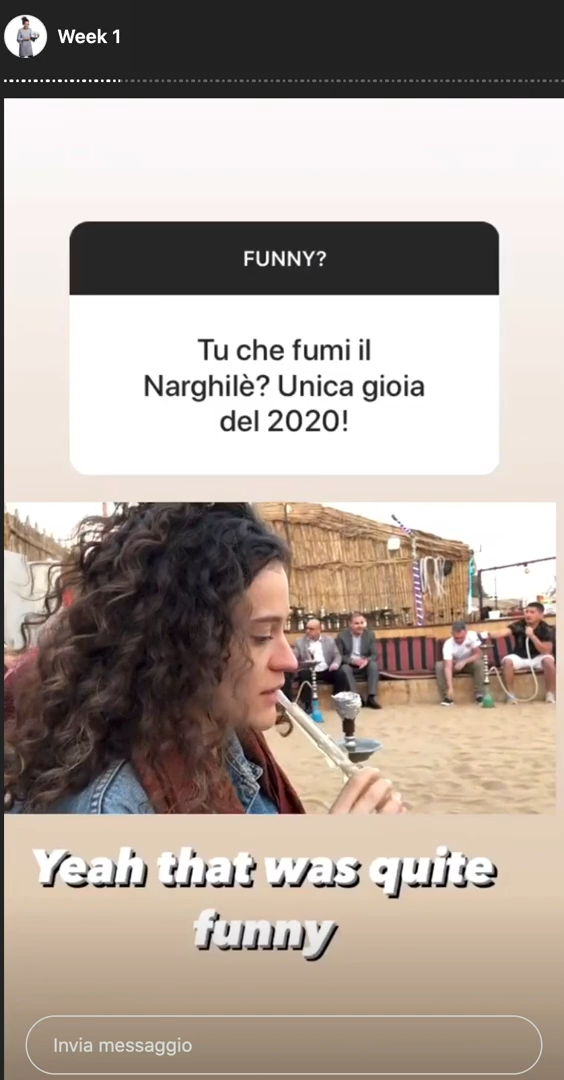 Week 1
FUNNY?
Tu che fumi il
Narghilè? Unica gioia
del 2020!
Yeah that was quite
funny
Invia messaggio